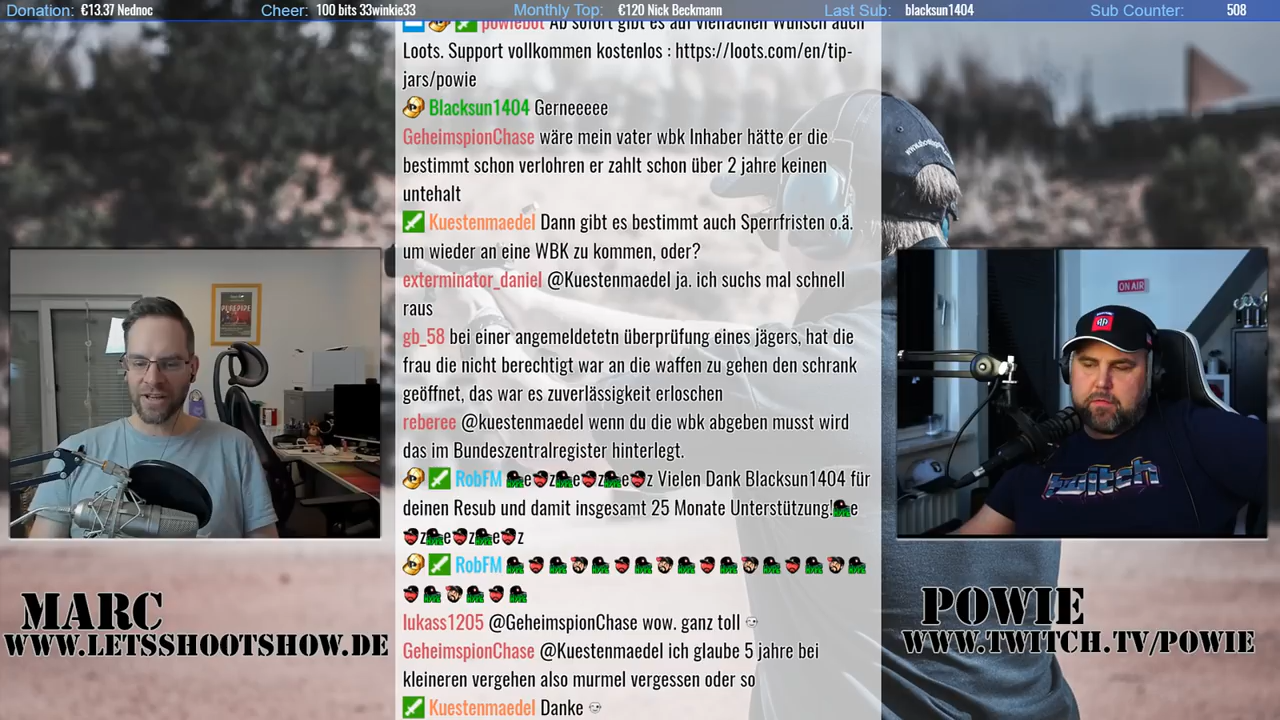 Donation: €13.37 Nednoc Cheer: 100 bits 33winkie33 Monthly Top: €120 Nick Beckmann Last Sub: blacksun1404 Sub Counter: 508
powiebot Ab sofort gibt es auf vielfachen Wunsch auch
Loots. Support vollkommen kostenlos : https://loots.com/en/tip-
jars/powie
Blacksun1404 Gerneeeee
GeheimspionChase wäre mein vater wbk Inhaber hätte er die
bestimmt schon verlohren er zahlt schon über 2 jahre keinen
untehalt
Kuestenmaedel Dann gibt es bestimmt auch Sperrfristen o.ä.
um wieder an eine WBK zu kommen, oder?
exterminator_daniel @Kuestenmaedel ja. ich suchs mal schnell
raus
gb_58 bei einer angemeldetetn überprüfung eines jägers, hat die
frau die nicht berechtigt war an die waffen zu gehen den schrank
geöffnet, das war es zuverlässigkeit erloschen
reberee @kuestenmaedel wenn du die wbk abgeben musst wird
das im Bundeszentralregister hinterlegt.
RobFM e z e z e z Vielen Dank Blacksun1404 für
deinen Resub und damit insgesamt 25 Monate Unterstützung! e
z e z e z
RobFM
lukass1205 @GeheimspionChase wow. ganz toll
GeheimspionChase @Kuestenmaedel ich glaube 5 jahre bei
kleineren vergehen also murmel vergessen oder so
Kuestenmaedel Danke
ON AIR
twitch
MARC
WWW.LETSSHOOTSHOW.DE
POWIE
WWW.TWITCH.TV/POWIE